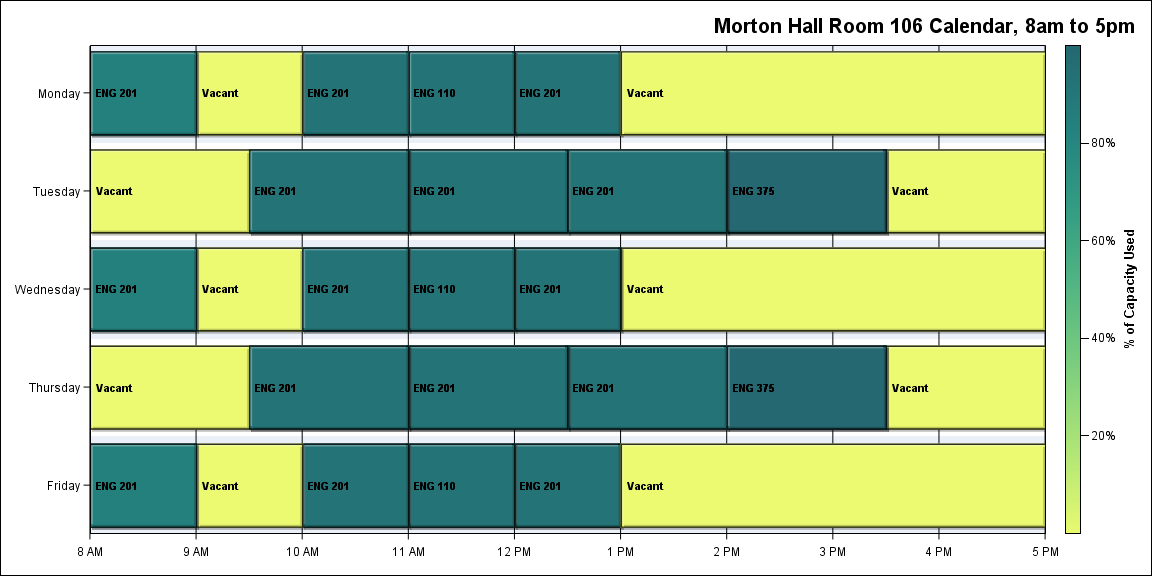 Morton Hall Room 106 Calendar, 8am to 5pm
Monday
ENG 201
Vacant
ENG 201
ENG 110
ENG 201
Vacant
Tuesday
Vacant
ENG 201
ENG 201
ENG 201
ENG 375
Vacant
Wednesday
ENG 201
Vacant
ENG 201
ENG 110
ENG 201
Vacant
Thursday
Vacant
ENG 201
ENG 201
ENG 201
ENG 375
Vacant
Friday
ENG 201
Vacant
ENG 201
ENG 110
ENG 201
Vacant
8 AM
9 AM
10 AM
11 AM
12 PM
1 PM
2 PM
3 PM
4 PM
5 PM
80%
60%
40%
20%
% of Capacity Used